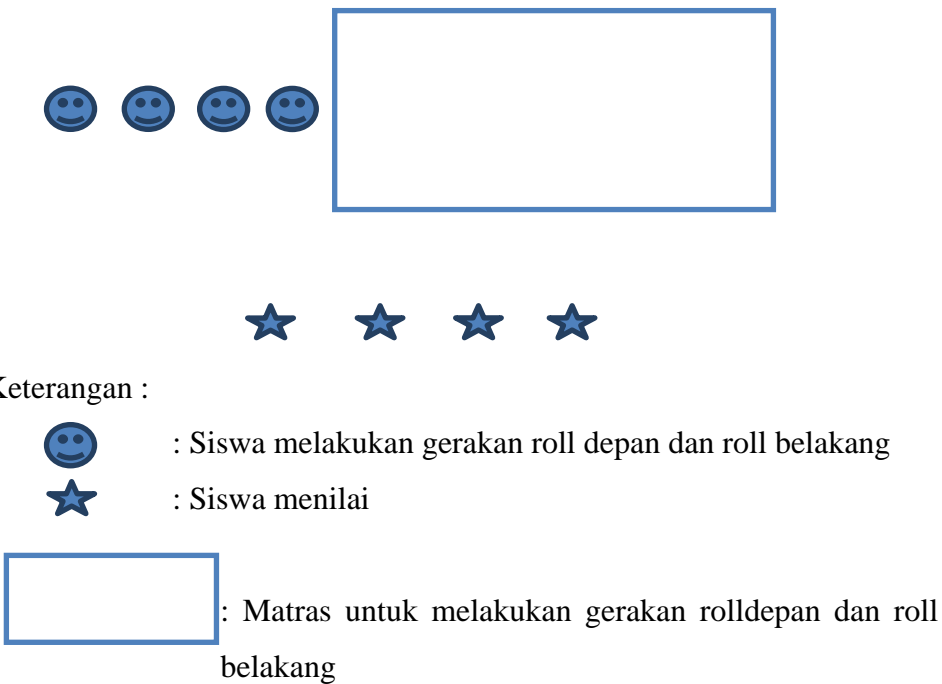 Keterangan :
: Siswa melakukan gerakan roll depan dan roll belakang
: Siswa menilai
: Matras untuk melakukan gerakan rolldepan dan roll
belakang